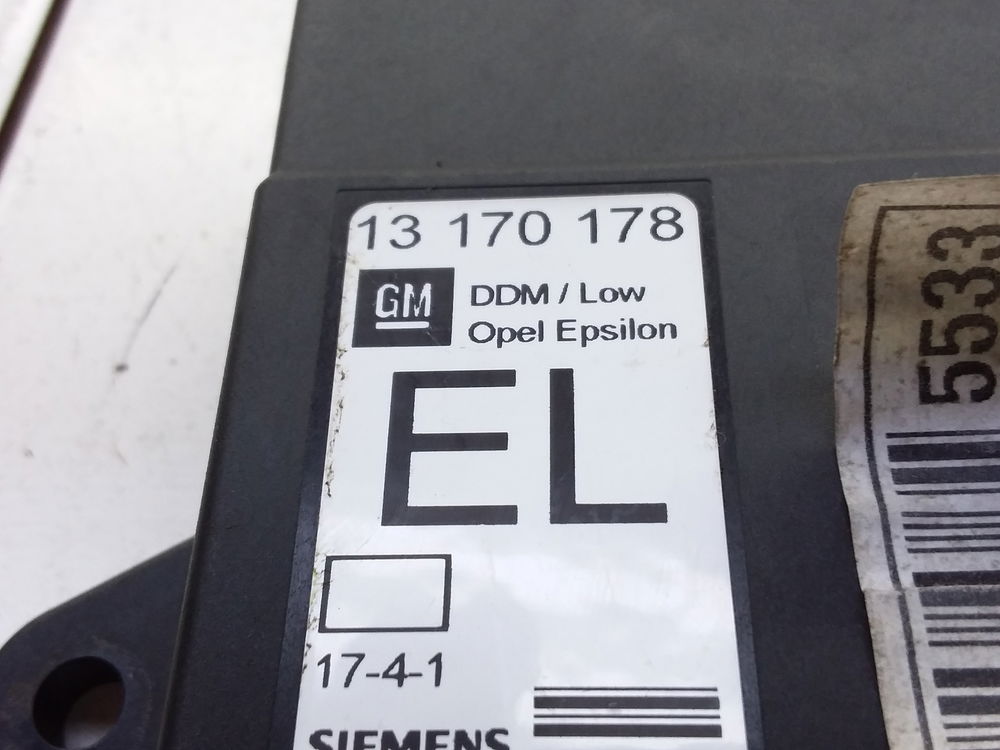 13 170 178
GM
DDM / Low
Opel Epsilon
EL
17-4-1
SIEMENS
5533